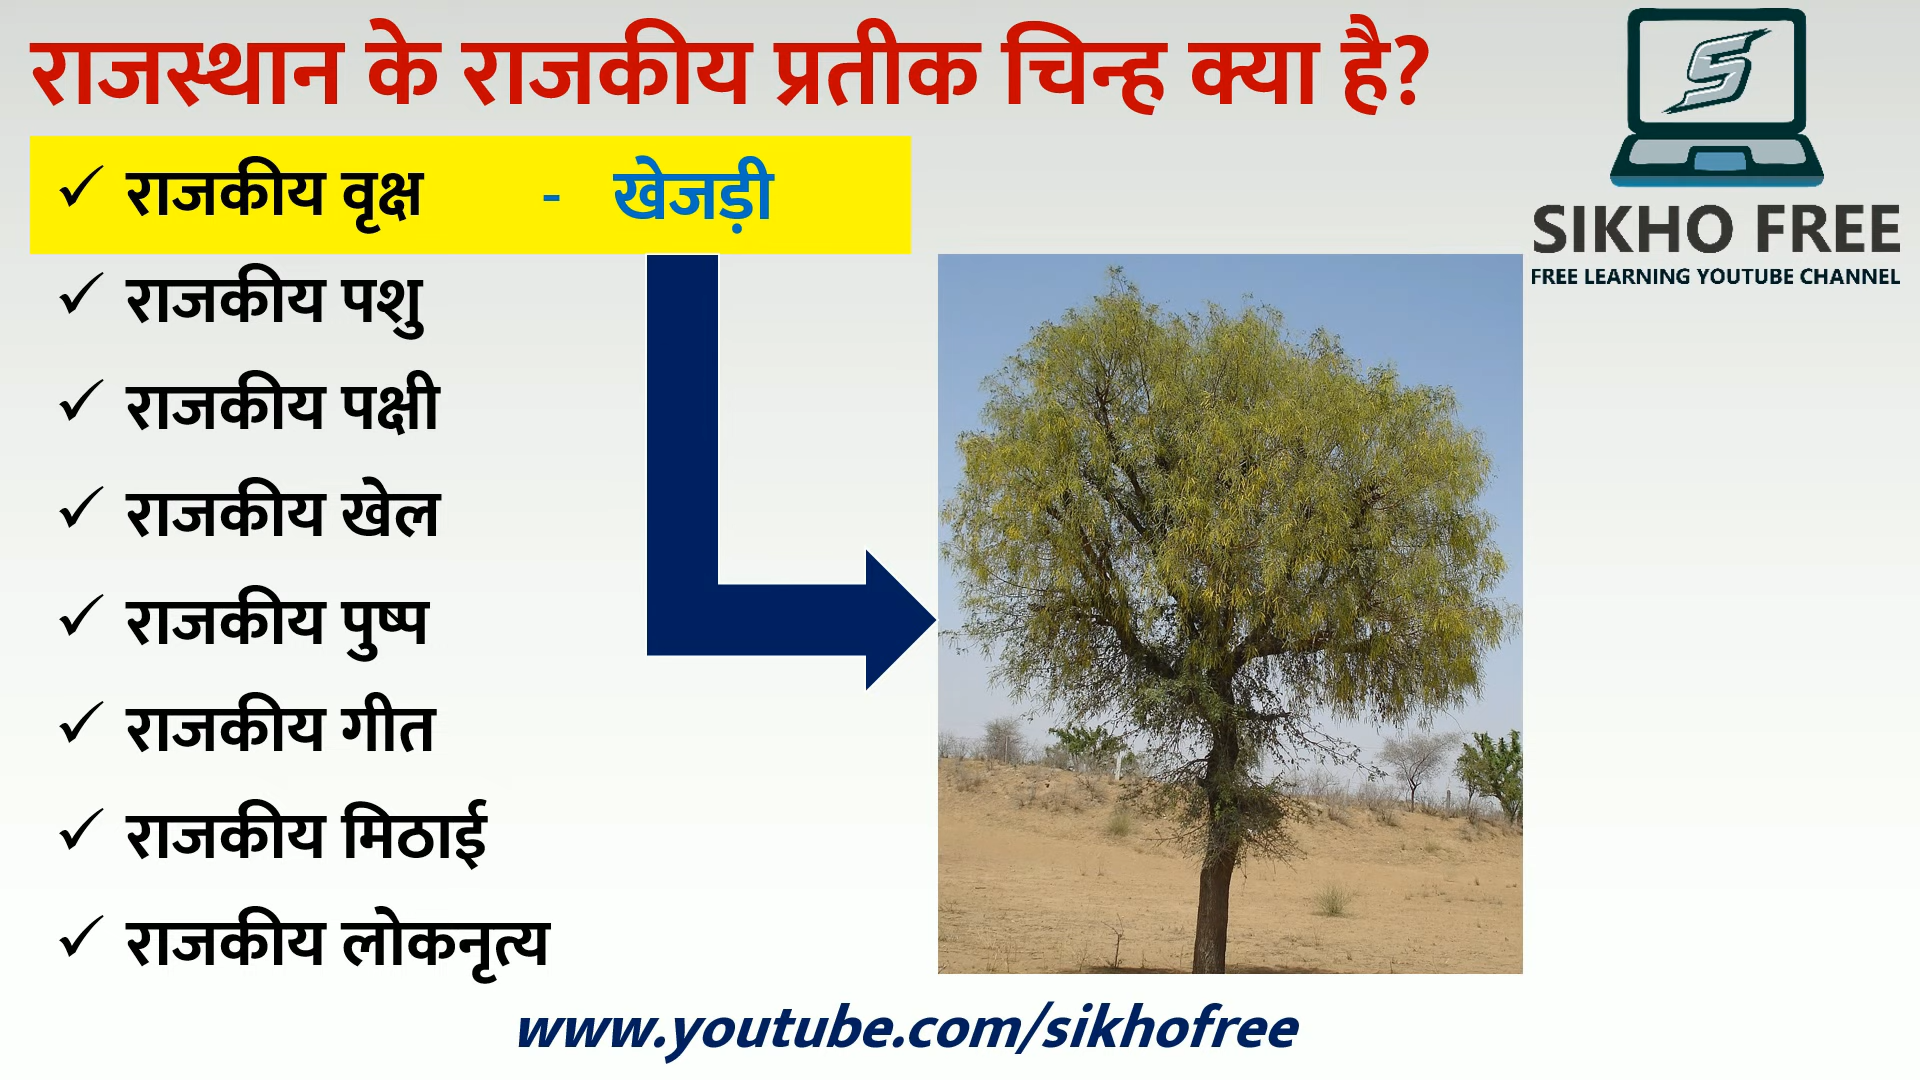 राजस्थान के राजकीय प्रतीक चिन्ह क्या है?
✓ राजकीय वृक्ष - खेजड़ी
✓ राजकीय पशु
✓ राजकीय पक्षी
✓ राजकीय खेल
✓ राजकीय पुष्प
✓ राजकीय गीत
✓ राजकीय मिठाई
✓ राजकीय लोकनृत्य
S
SIKHO FREE
FREE LEARNING YOUTUBE CHANNEL
www.youtube.com/sikhofree